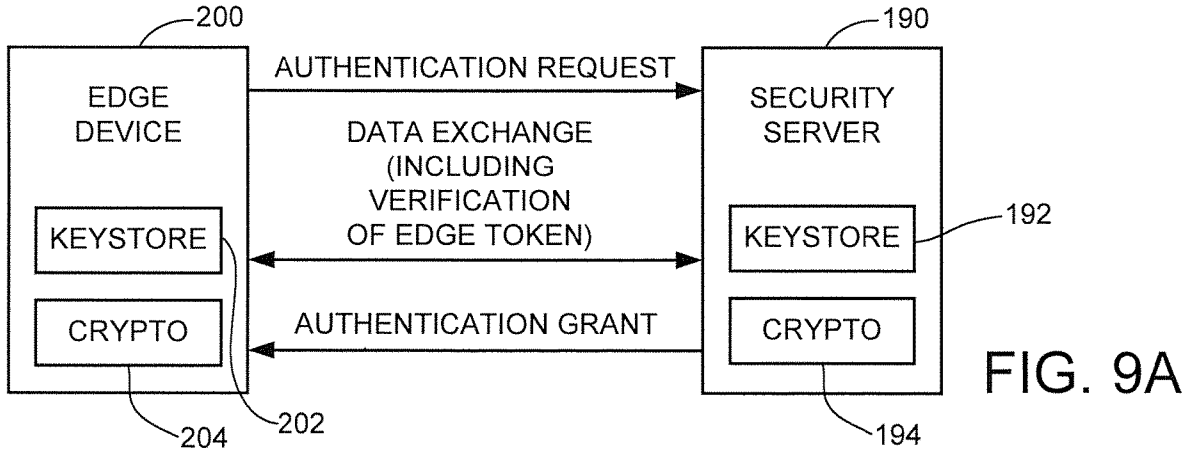 200
190
EDGE
DEVICE
AUTHENTICATION REQUEST
SECURITY
SERVER
DATA EXCHANGE
(INCLUDING
VERIFICATION
OF EDGE TOKEN)
KEYSTORE
KEYSTORE
192
CRYPTO
AUTHENTICATION GRANT
CRYPTO
FIG. 9A
204
202
194